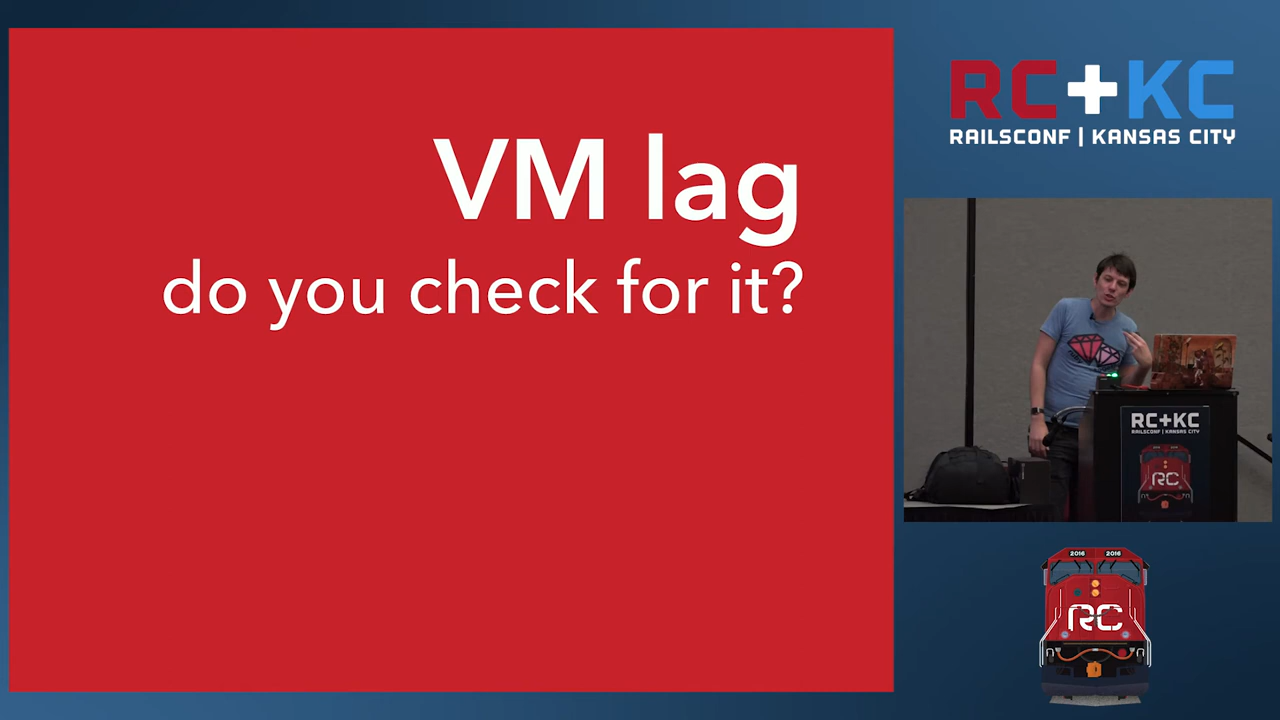 VM lag
do you check for it?
RC+KC
RAILSCONF | KANSAS CITY
RC+KC
RAILSCONF | KANSAS CITY
RC
2016 2016
RC